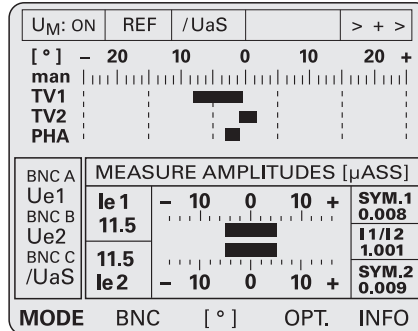 UM: ON REF /UaS > + >
[°] – 20 10 0 10 20 +
man
TV1
TV2
PHA
BNC A
Ue1
BNC B
Ue2
BNC C
/UaS
MEASURE AMPLITUDES [µASS]
Ie 1 – 10 0 10 + SYM.1
11.5 0.008
I1/I2
1.001
11.5 SYM.2
Ie 2 – 10 0 10 + 0.009
MODE BNC [°] OPT. INFO